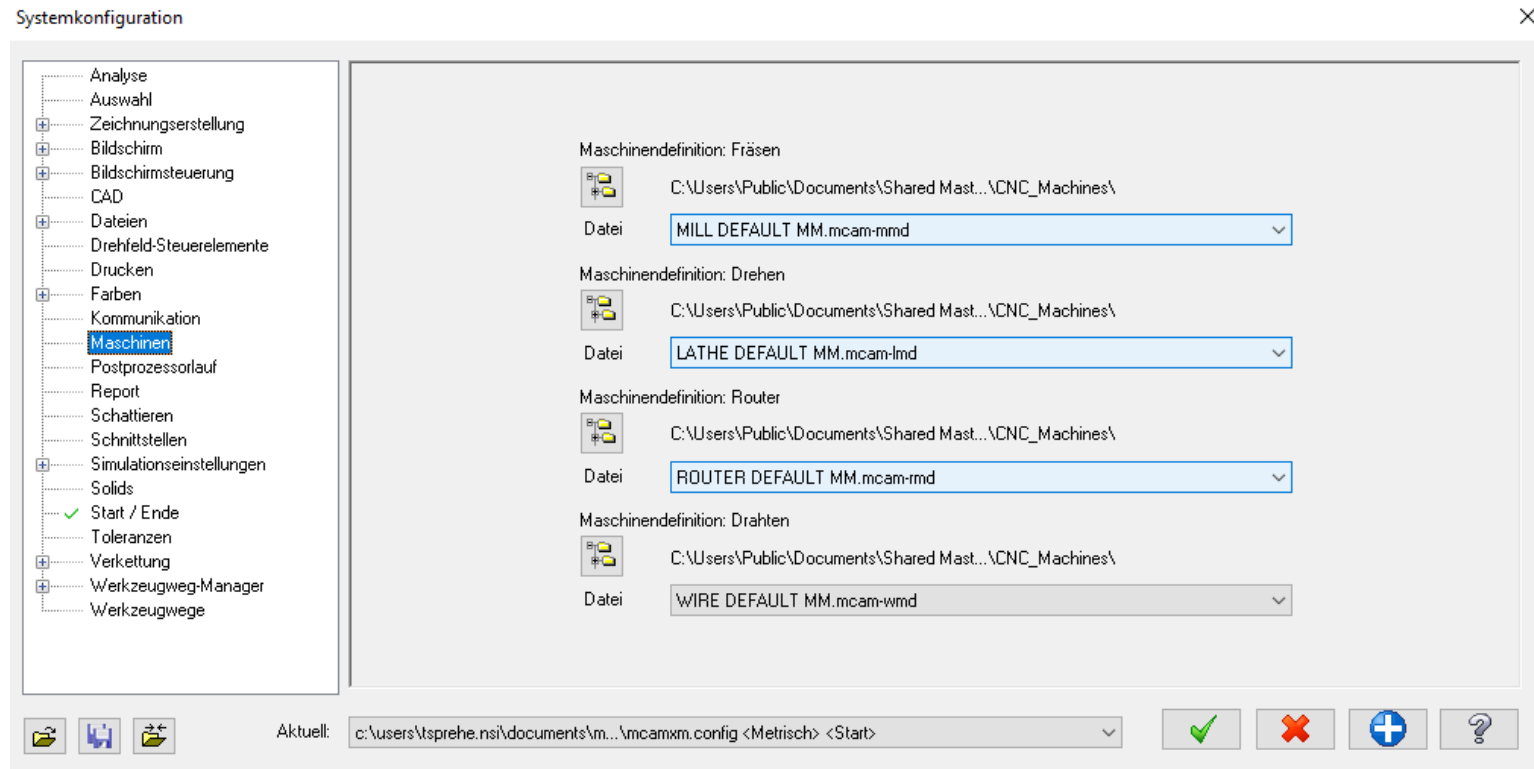 Systemkonfiguration
Analyse
Auswahl
Zeichnungserstellung
Bildschirm
Bildschirmsteuerung
CAD
Dateien
Drehfeld-Steuerelemente
Drucken
Farben
Kommunikation
Maschinen
Postprozessorlauf
Report
Schattieren
Schnittstellen
Simulationseinstellungen
Solids
Start / Ende
Toleranzen
Verkettung
Werkzeugweg-Manager
Werkzeugwege
Maschinendefinition: Fräsen
C:\Users\Public\Documents\Shared Mast...\CNC_Machines\
Datei MILL DEFAULT MM.mcam-mmd
Maschinendefinition: Drehen
C:\Users\Public\Documents\Shared Mast...\CNC_Machines\
Datei LATHE DEFAULT MM.mcam-lmd
Maschinendefinition: Router
C:\Users\Public\Documents\Shared Mast...\CNC_Machines\
Datei ROUTER DEFAULT MM.mcam-rmd
Maschinendefinition: Drahten
C:\Users\Public\Documents\Shared Mast...\CNC_Machines\
Datei WIRE DEFAULT MM.mcam-wmd
Aktuell: c:\users\tsprehe.nsi\documents\m...\mcamxm.config <Metrisch> <Start>